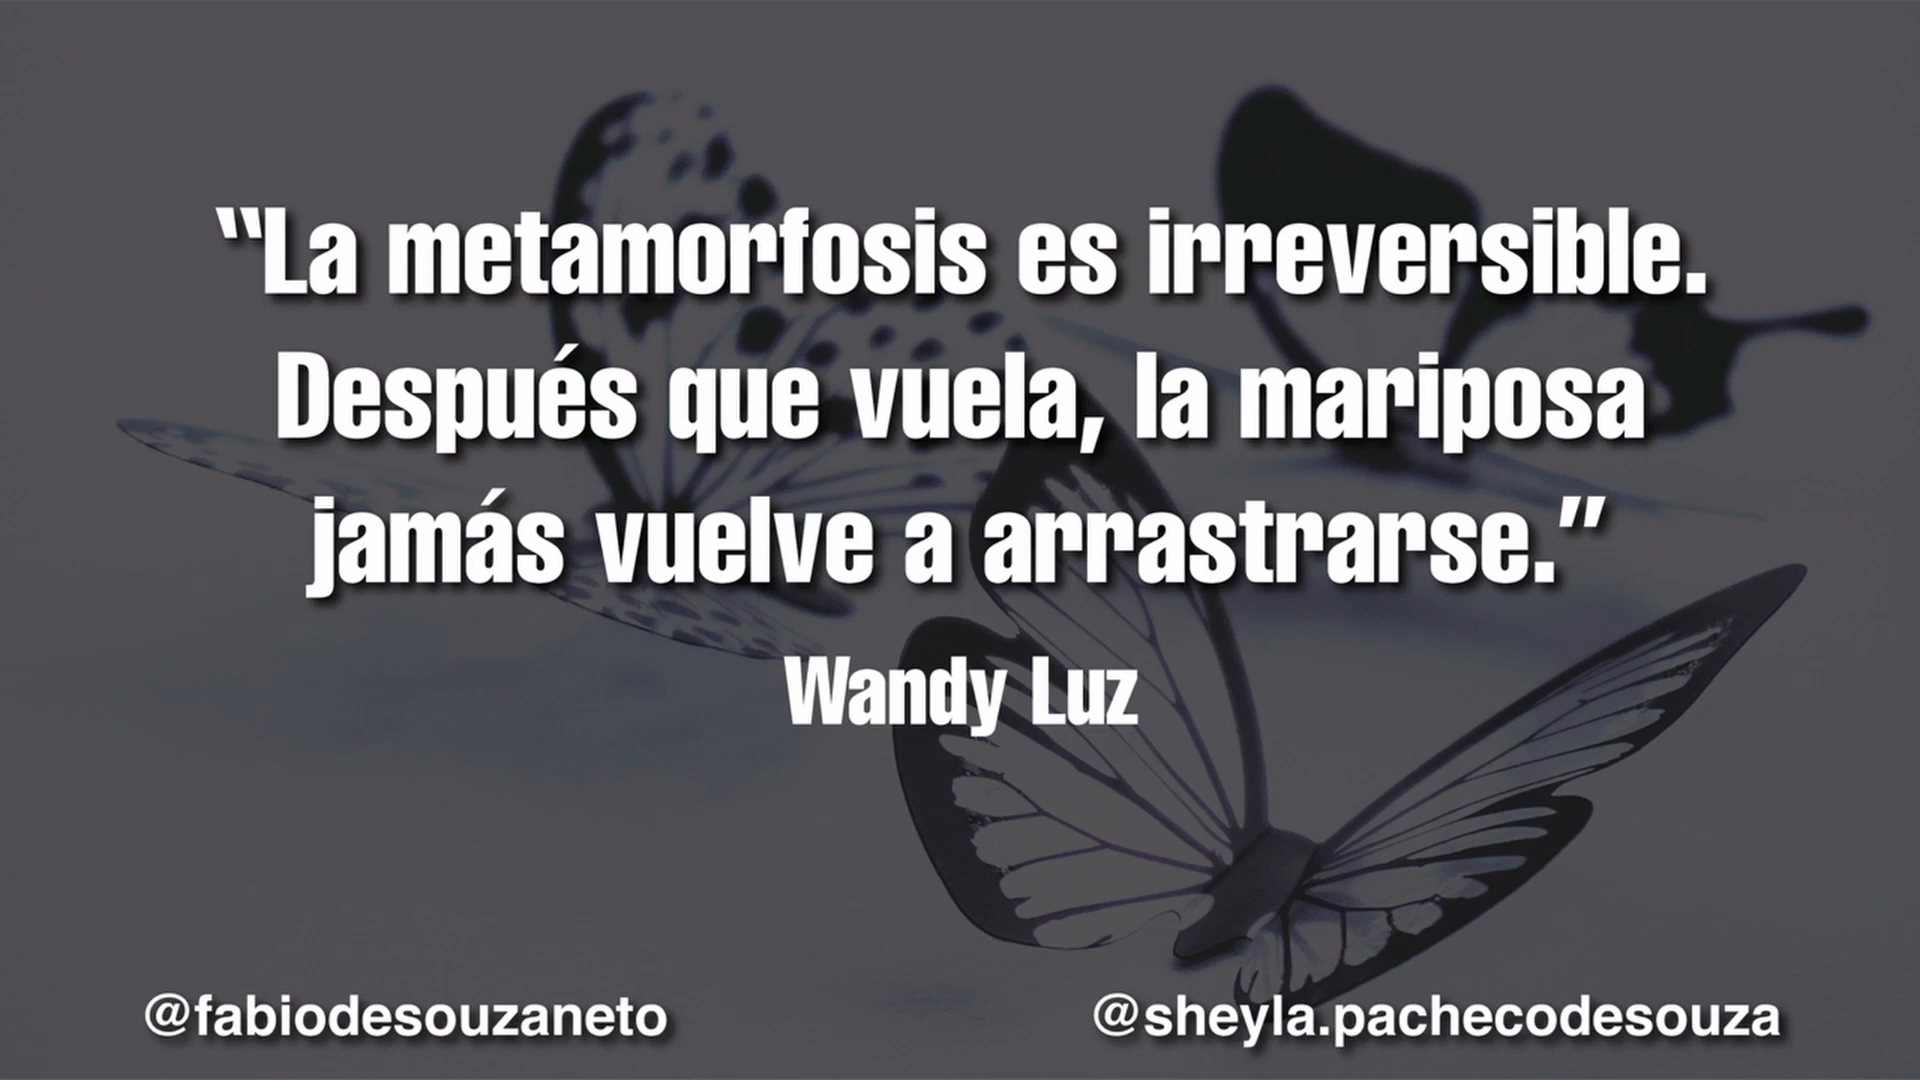 “La metamorfosis es irreversible.
Después que vuela, la mariposa
jamás vuelve a arrastrarse.”
Wandy Luz
@fabiodesouzaneto
@sheyla.pachecodesouza